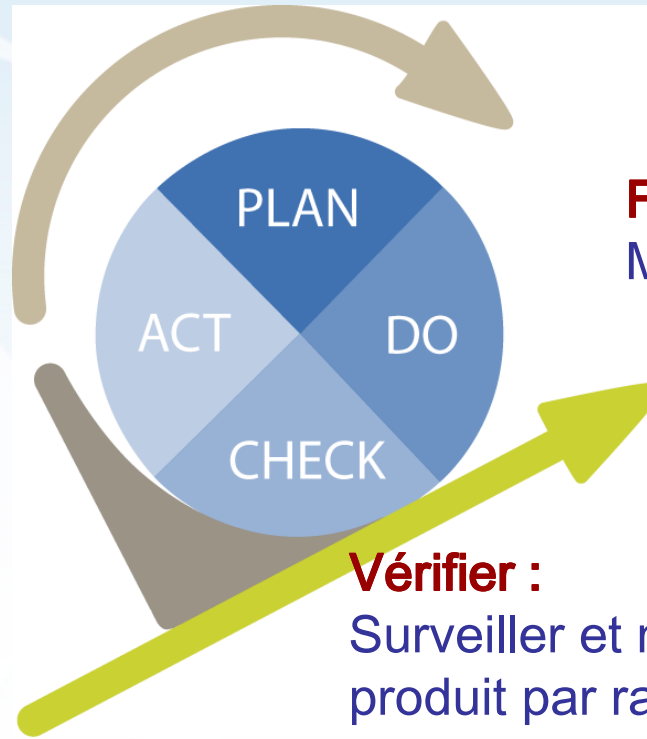 PLAN
ACT
DO
CHECK
Vérifier :
Surveiller et
produit par